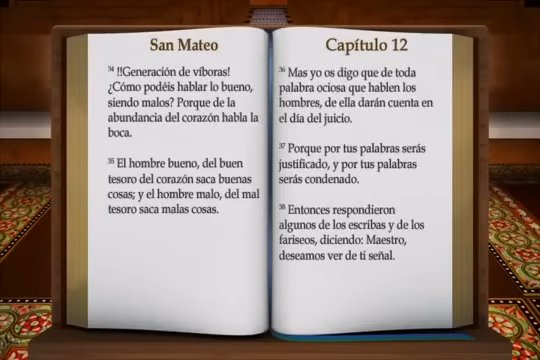 San Mateo
34 !!Generación de víboras!
¿Cómo podéis hablar lo bueno,
siendo malos? Porque de la
abundancia del corazón habla la
boca.
35 El hombre bueno, del buen
tesoro del corazón saca buenas
cosas; y el hombre malo, del mal
tesoro saca malas cosas.
Capítulo 12
36 Mas yo os digo que de toda
palabra ociosa que hablen los
hombres, de ella darán cuenta en
el día del juicio.
37 Porque por tus palabras serás
justificado, y por tus palabras
serás condenado.
38 Entonces respondieron
algunos de los escribas y de los
fariseos, diciendo: Maestro,
deseamos ver de ti señal.